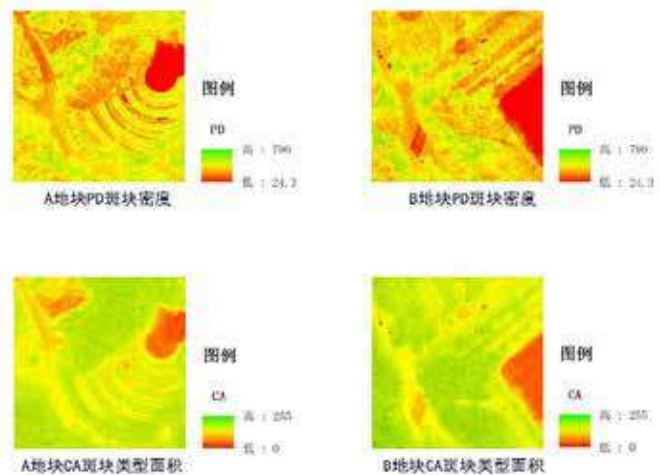 图例
PD
高 : 790
低 : 24.3
A地块PD斑块密度
图例
PD
高 : 790
低 : 24.3
B地块PD斑块密度
图例
CA
高 : 255
低 : 0
A地块CA斑块类型面积
图例
CA
高 : 255
低 : 0
B地块CA斑块类型面积